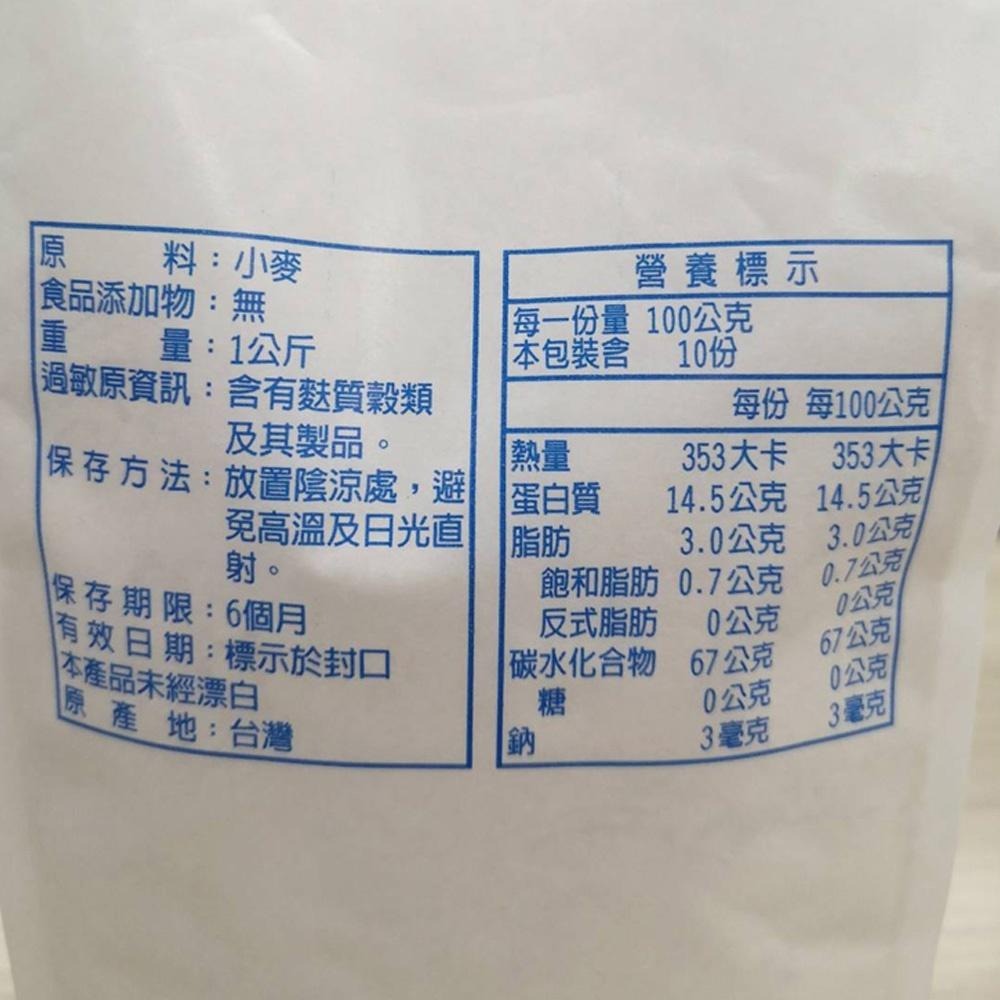 原料：小麥
食品添加物：無
重量：1公斤
過敏原資訊：含有麩質穀類
及其製品。
保存方法：放置陰涼處，避
免高溫及日光直
射。
保存期限：6個月
有效日期：標示於封口
本產品未經漂白
原產地：台灣
營養標示
每一份量 100公克
本包裝含 10份
每份 每100公克
熱量 353大卡 353大卡
蛋白質 14.5公克 14.5公克
脂肪 3.0公克 3.0公克
飽和脂肪 0.7公克 0.7公克
反式脂肪 0公克 0公克
碳水化合物 67公克 67公克
糖 0公克 0公克
鈉 3毫克 3毫克